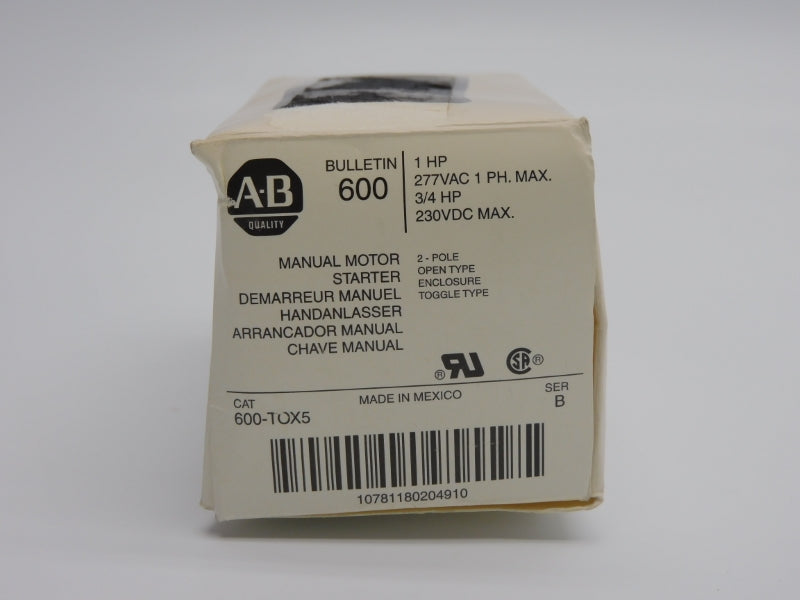 A-B
QUALITY
BULLETIN
600
1 HP
277VAC 1 PH. MAX.
3/4 HP
230VDC MAX.
MANUAL MOTOR
STARTER
DEMARREUR MANUEL
HANDANLASSER
ARRANCADOR MANUAL
CHAVE MANUAL
2 - POLE
OPEN TYPE
ENCLOSURE
TOGGLE TYPE
® RU SA ®
CAT
600-TOX5
MADE IN MEXICO
SER
B
10781180204910